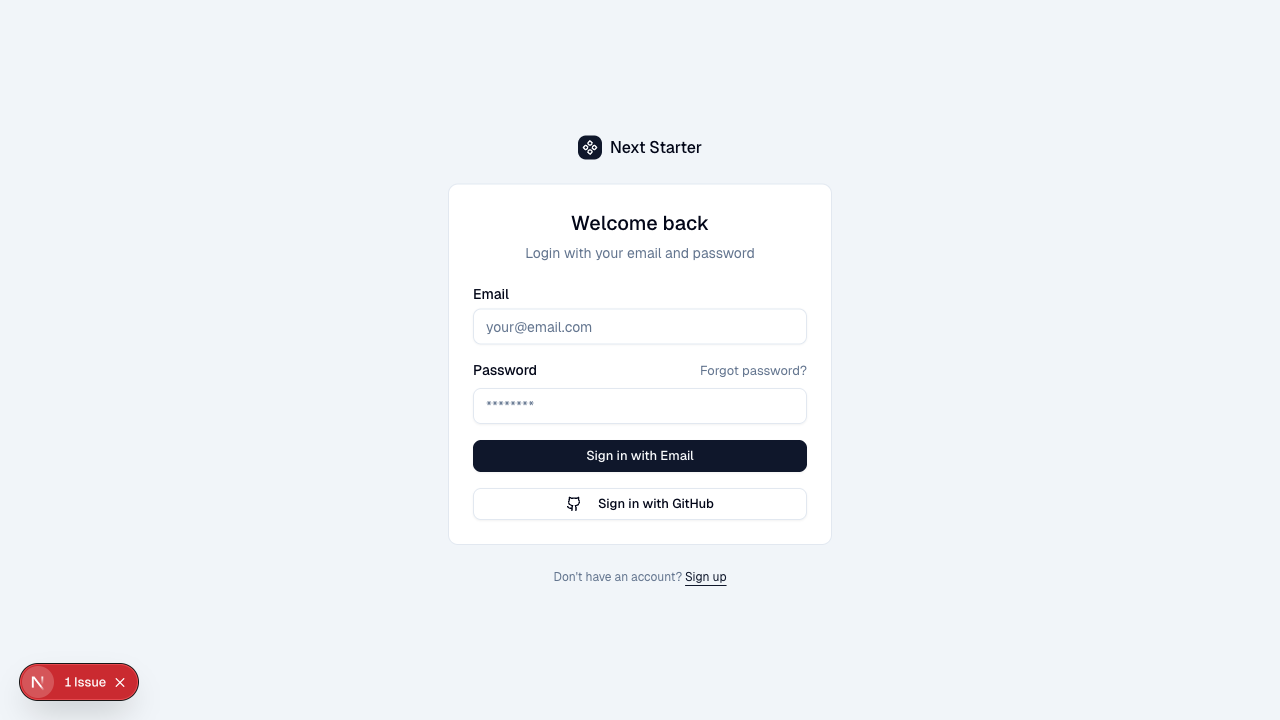 Next Starter
Welcome back
Login with your email and password
Email
your@email.com
Password
Forgot password?
********
Sign in with Email
Sign in with GitHub
Don't have an account? Sign up
N
1 Issue